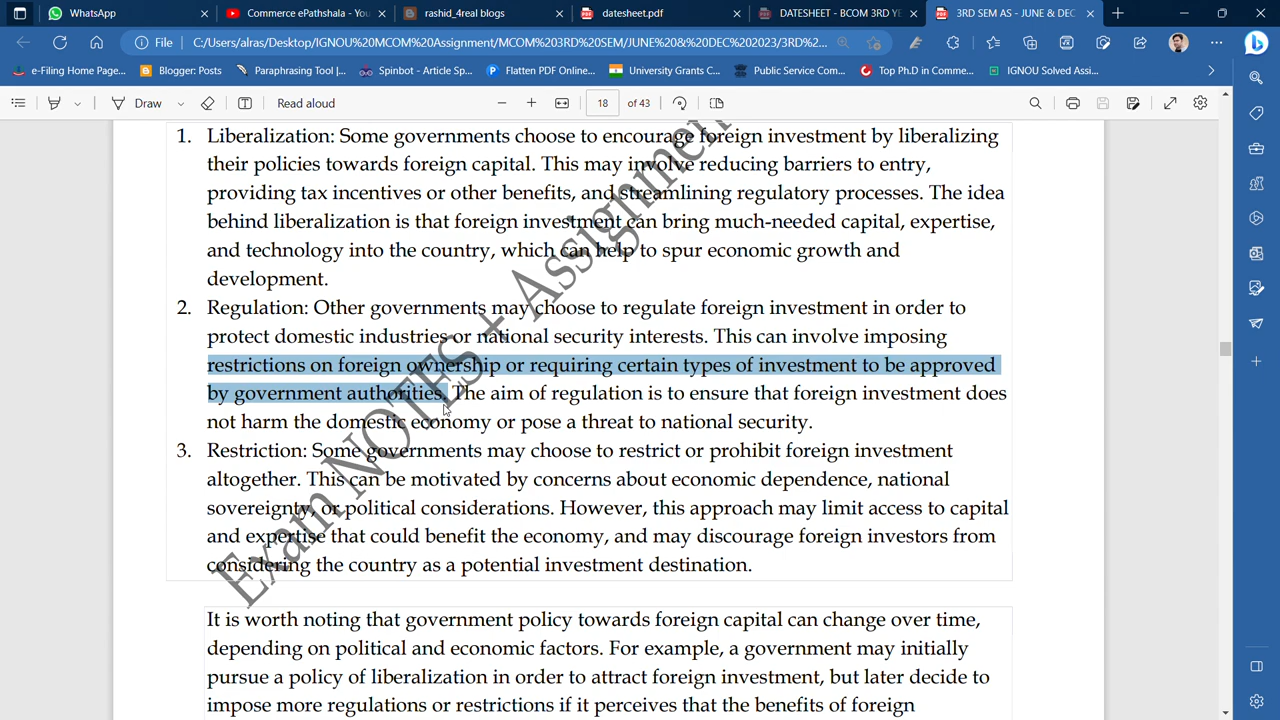 WhatsApp
Commerce ePathshala - You
rashid_4real blogs
datesheet.pdf
DATESHEET - BCOM 3RD YE
3RD SEM AS - JUNE & DEC
File
C:/Users/alras/Desktop/IGNOU%20MCOM%20Assignment/MCOM%203RD%20SEM/JUNE%20&%20DEC%202023/3RD%2...
e-Filing Home Page...
Blogger: Posts
Paraphrasing Tool |...
Spinbot - Article Sp...
Flatten PDF Online...
University Grants C...
Public Service Com...
Top Ph.D in Comme...
IGNOU Solved Assi...
Draw
Read aloud
18
of 43
1. Liberalization: Some governments choose to encourage foreign investment by liberalizing
their policies towards foreign capital. This may involve reducing barriers to entry,
providing tax incentives or other benefits, and streamlining regulatory processes. The idea
behind liberalization is that foreign investment can bring much-needed capital, expertise,
and technology into the country, which can help to spur economic growth and
development.
2. Regulation: Other governments may choose to regulate foreign investment in order to
protect domestic industries or national security interests. This can involve imposing
restrictions on foreign ownership or requiring certain types of investment to be approved
by government authorities. The aim of regulation is to ensure that foreign investment does
not harm the domestic economy or pose a threat to national security.
3. Restriction: Some governments may choose to restrict or prohibit foreign investment
altogether. This can be motivated by concerns about economic dependence, national
sovereignty, or political considerations. However, this approach may limit access to capital
and expertise that could benefit the economy, and may discourage foreign investors from
considering the country as a potential investment destination.
It is worth noting that government policy towards foreign capital can change over time,
depending on political and economic factors. For example, a government may initially
pursue a policy of liberalization in order to attract foreign investment, but later decide to
impose more regulations or restrictions if it perceives that the benefits of foreign
Exam NOTES + Assignmen